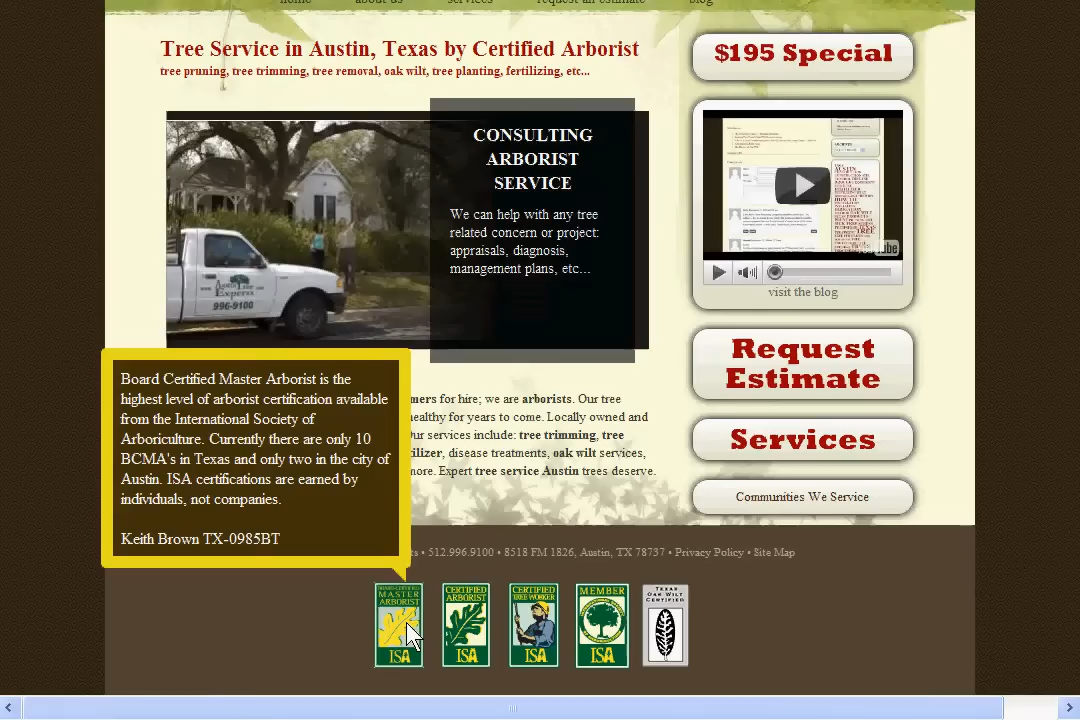 home about us services request an estimate blog
Tree Service in Austin, Texas by Certified Arborist
tree pruning, tree trimming, tree removal, oak wilt, tree planting, fertilizing, etc...
$195 Special
CONSULTING
ARBORIST
SERVICE
We can help with any tree
related concern or project:
appraisals, diagnosis,
management plans, etc...
996-9100
visit the blog
Request
Estimate
Services
Communities We Service
Board Certified Master Arborist is the
highest level of arborist certification available
from the International Society of
Arboriculture. Currently there are only 10
BCMA's in Texas and only two in the city of
Austin. ISA certifications are earned by
individuals, not companies.
Keith Brown TX-0985BT
for hire; we are arborists. Our tree
healthy for years to come. Locally owned and
Our services include: tree trimming, tree
disease treatments, oak wilt services,
more. Expert tree service Austin trees deserve.
• 512.996.9100 • 8518 FM 1826, Austin, TX 78737 • Privacy Policy • Site Map
MASTER
ARBORIST
ISA
CERTIFIED
ARBORIST
ISA
CERTIFIED
TREE WORKER
ISA
MEMBER
ISA
TEXAS
OAK WILT
CERTIFIED